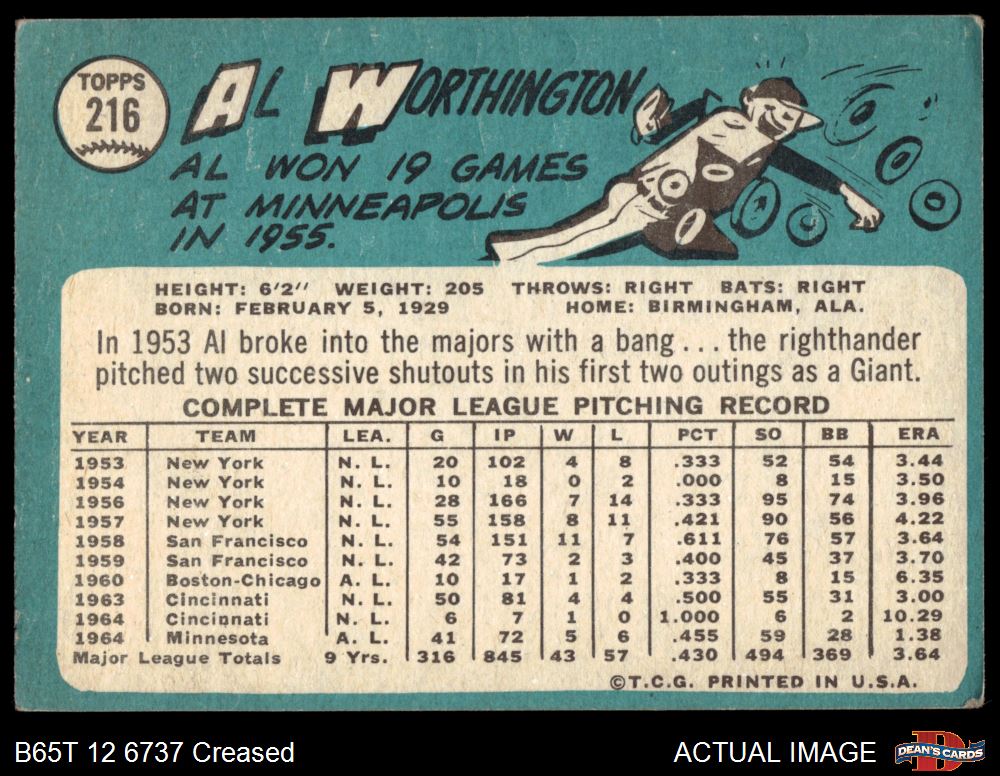 TOPPS
216
AL WORTHINGTON
AL WON 19 GAMES
AT MINNEAPOLIS
IN 1955.
HEIGHT: 6'2" WEIGHT: 205 THROWS: RIGHT BATS: RIGHT
BORN: FEBRUARY 5, 1929 HOME: BIRMINGHAM, ALA.
In 1953 Al broke into the majors with a bang... the righthander
pitched two successive shutouts in his first two outings as a Giant.
COMPLETE MAJOR LEAGUE PITCHING RECORD
YEAR TEAM LEA. G IP W L PCT SO BB ERA
1953 New York N. L. 20 102 4 8 .333 52 54 3.44
1954 New York N. L. 10 18 0 2 .000 8 15 3.50
1956 New York N. L. 28 166 7 14 .333 95 74 3.96
1957 New York N. L. 55 158 8 11 .421 90 56 4.22
1958 San Francisco N. L. 54 151 11 7 .611 76 57 3.64
1959 San Francisco N. L. 42 73 2 3 .400 45 37 3.70
1960 Boston-Chicago A. L. 10 17 1 2 .333 8 15 6.35
1963 Cincinnati N. L. 50 81 4 4 .500 55 31 3.00
1964 Cincinnati N. L. 6 7 1 0 1.000 6 2 10.29
1964 Minnesota A. L. 41 72 5 6 .455 59 28 1.38
Major League Totals 9 Yrs. 316 845 43 57 .430 494 369 3.64
©T.C.G. PRINTED IN U.S.A.
B65T 12 6737 Creased
ACTUAL IMAGE
DEAN'S CARDS